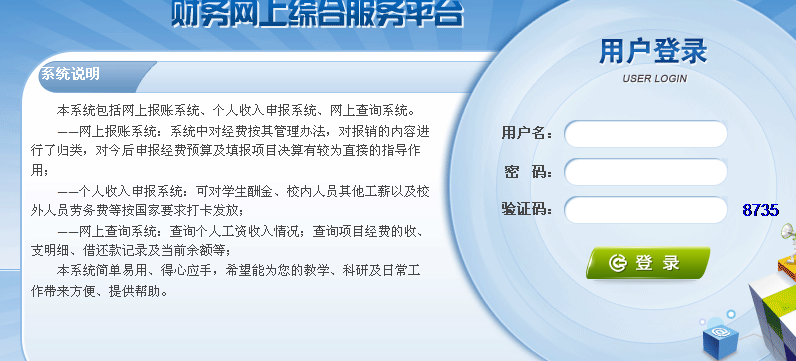 财务网上综合服务平台
系统说明
本系统包括网上报账系统、个人收入申报系统、网上查询系统。
——网上报账系统：系统中对经费按其管理办法，对报销的内容进
行了归类，对今后申报经费预算及填报项目决算有较为直接的指导作
用；
——个人收入申报系统：可对学生酬金、校内人员其他工薪以及校
外人员劳务费等按国家要求打卡发放；
——网上查询系统：查询个人工资收入情况；查询项目经费的收、
支明细、借还款记录及当前余额等；
本系统简单易用、得心应手，希望能为您的教学、科研及日常工
作带来方便、提供帮助。
用户登录
USER LOGIN
用户名：
密 码：
验证码： 8735
登 录
@